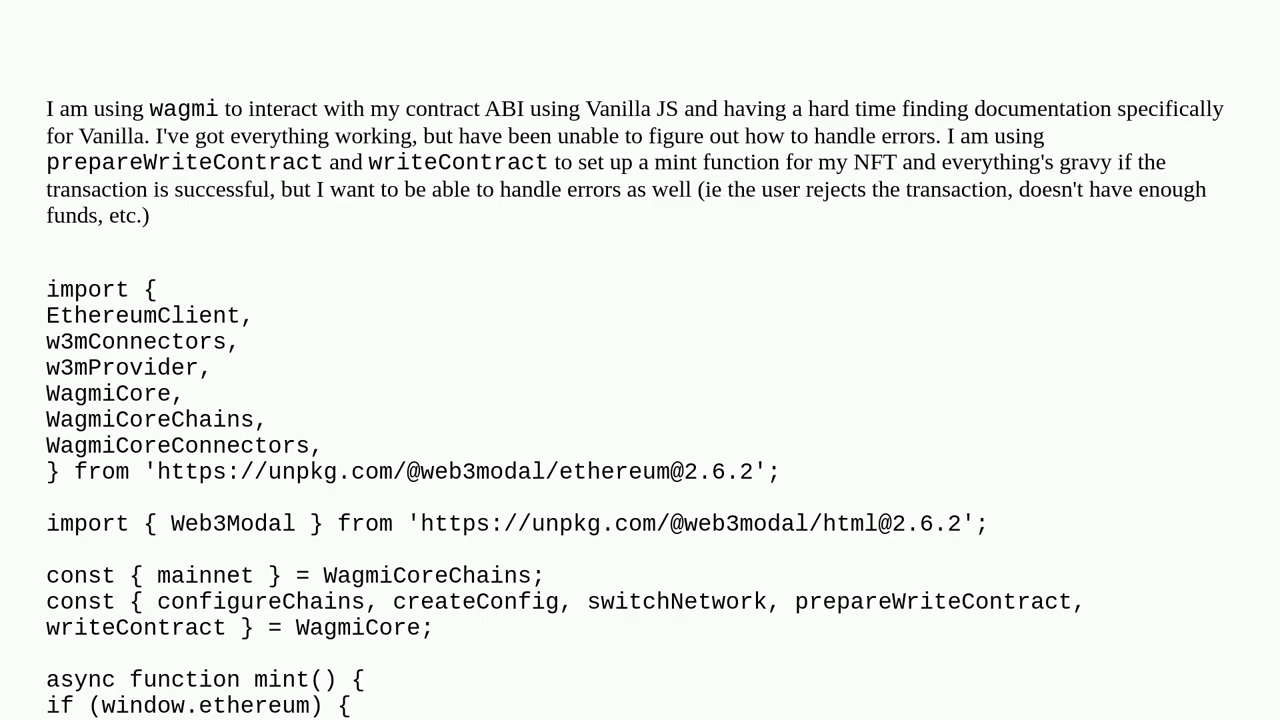 I am using wagmi to interact with my contract ABI using Vanilla JS and having a hard time finding documentation specifically
for Vanilla. I've got everything working, but have been unable to figure out how to handle errors. I am using
prepareWriteContract and writeContract to set up a mint function for my NFT and everything's gravy if the
transaction is successful, but I want to be able to handle errors as well (ie the user rejects the transaction, doesn't have enough
funds, etc.)
import {
EthereumClient,
w3mConnectors,
w3mProvider,
WagmiCore,
WagmiCoreChains,
WagmiCoreConnectors,
} from 'https://unpkg.com/@web3modal/ethereum@2.6.2';
import { Web3Modal } from 'https://unpkg.com/@web3modal/html@2.6.2';
const { mainnet } = WagmiCoreChains;
const { configureChains, createConfig, switchNetwork, prepareWriteContract,
writeContract } = WagmiCore;
async function mint() {
if (window.ethereum) {